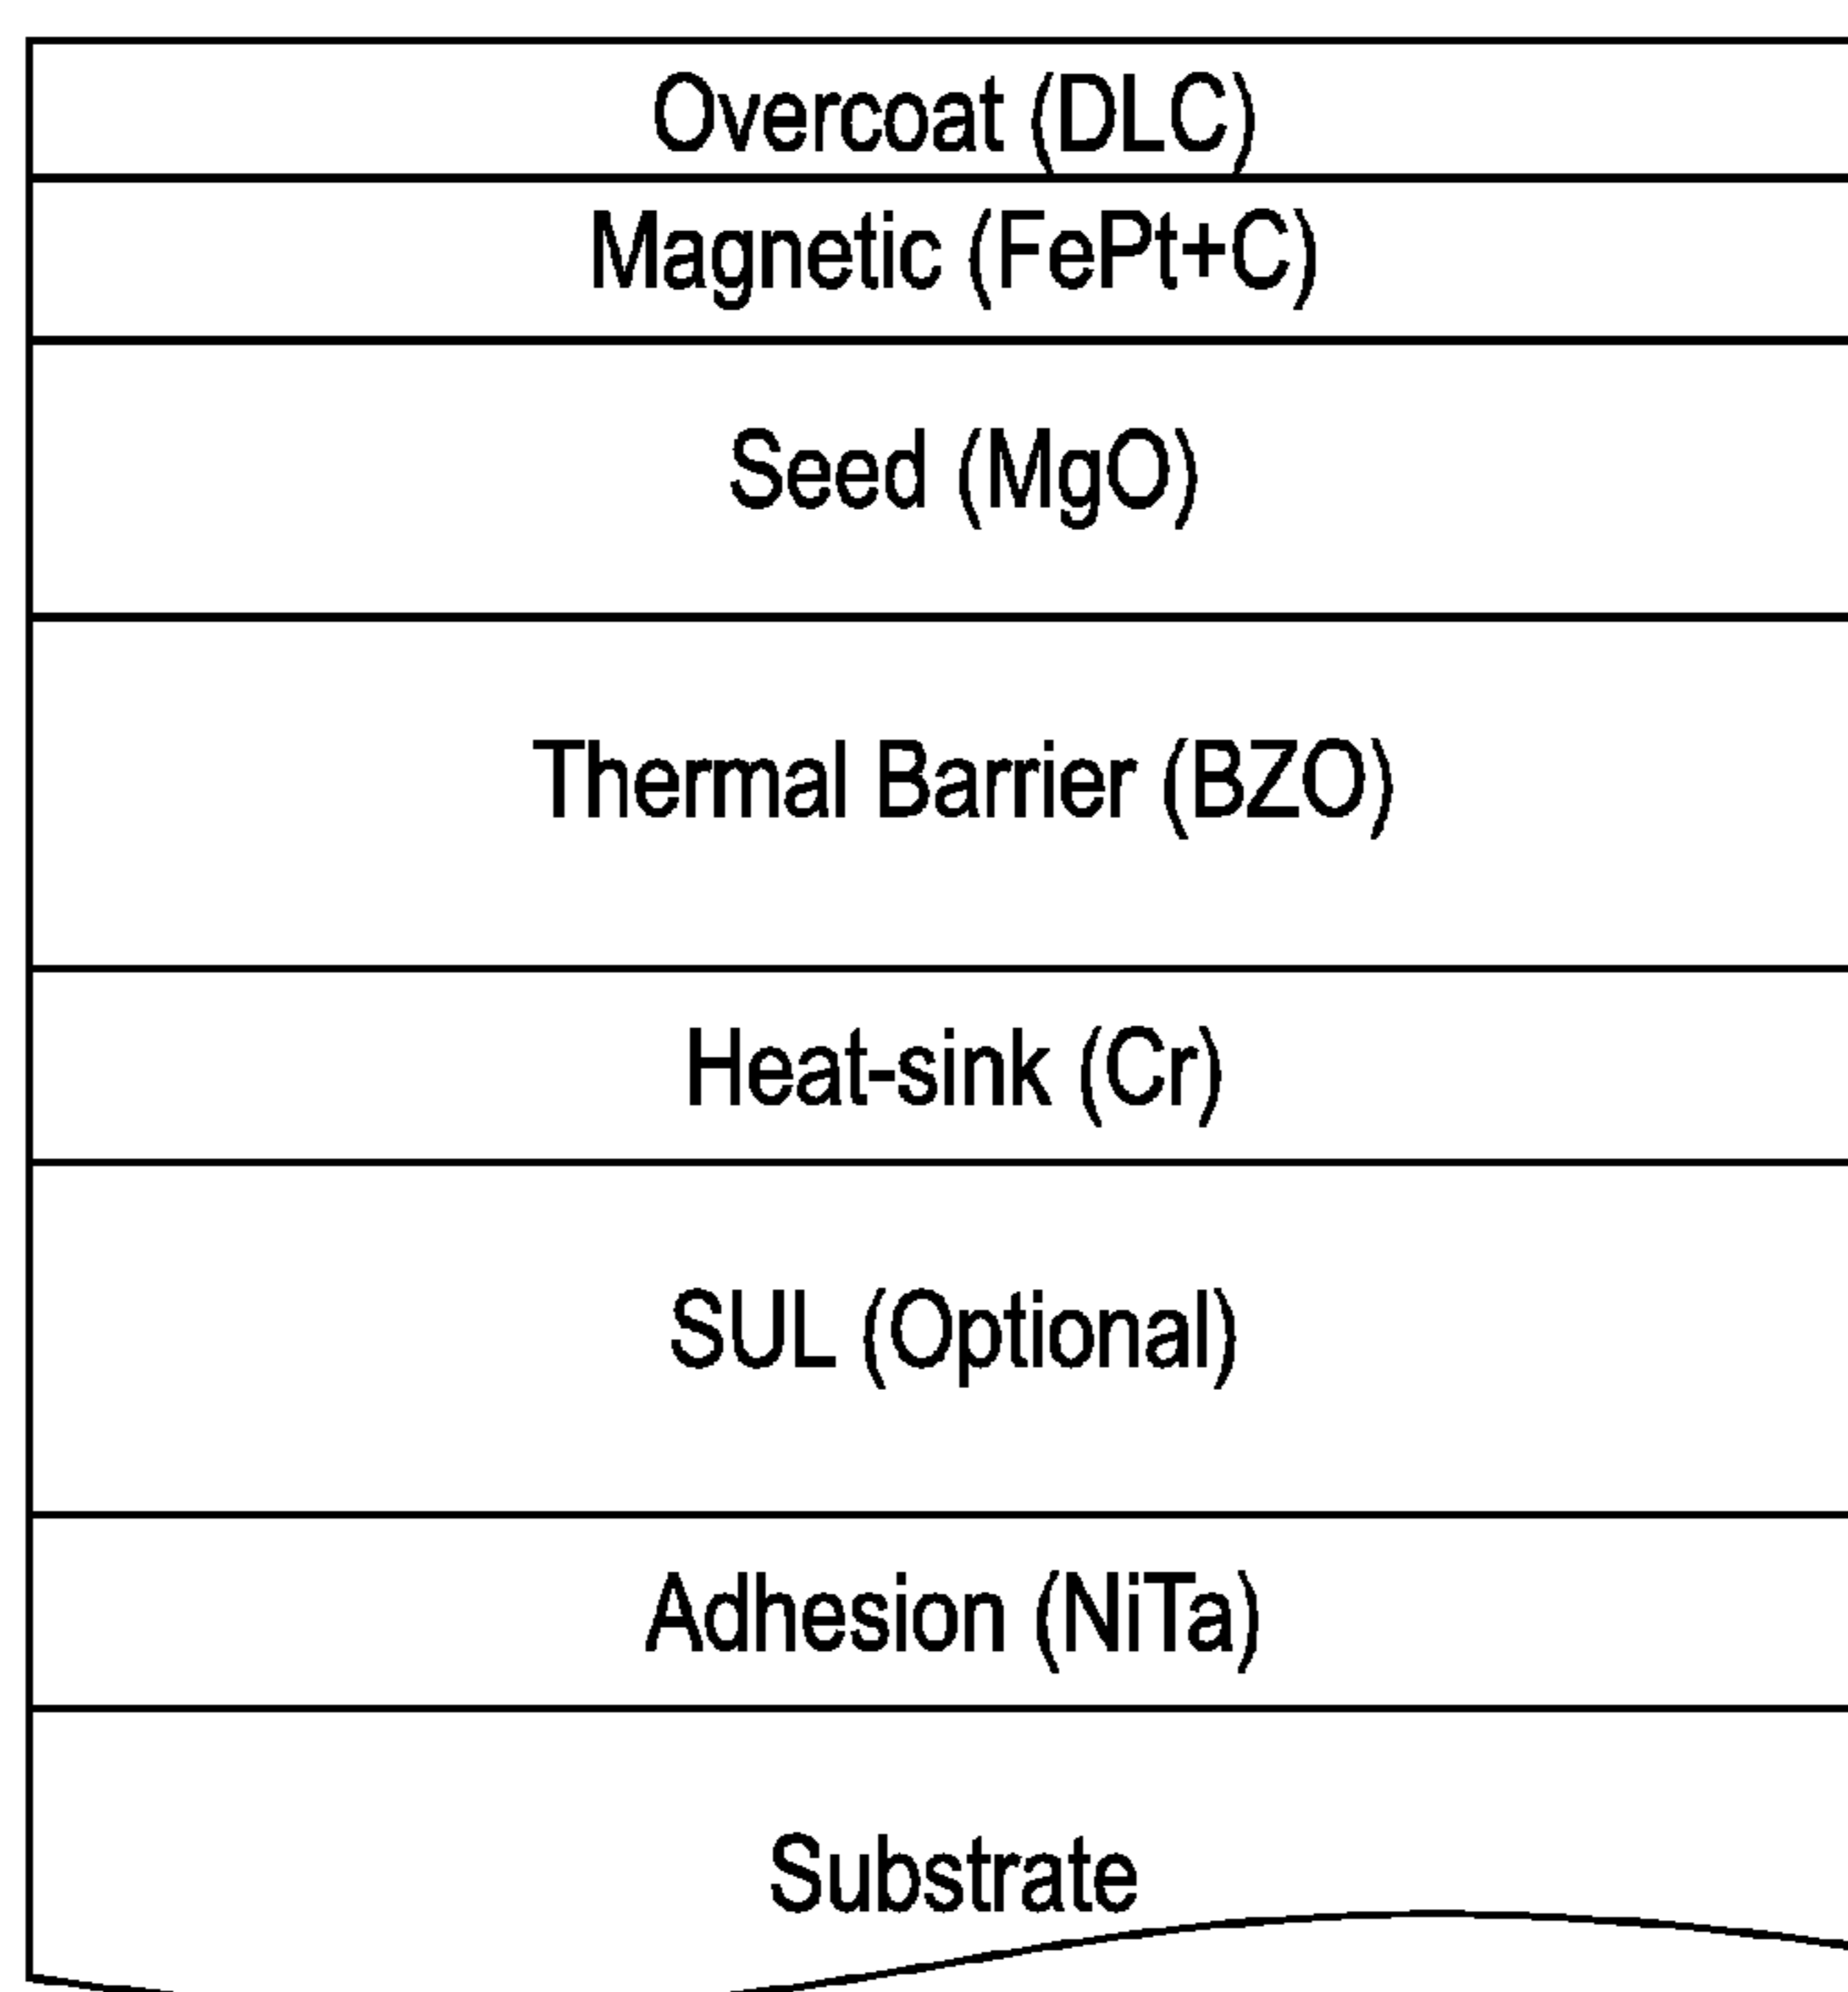 Overcoat (DLC)
Magnetic (FePt+C)
Seed (MgO)
Thermal Barrier (BZO)
Heat-sink (Cr)
SUL (Optional)
Adhesion (NiTa)
Substrate